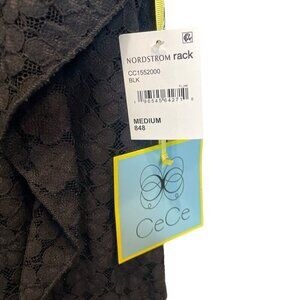 NORDSTROM rack
CC1552000
BLK
MEDIUM
848
CeCe